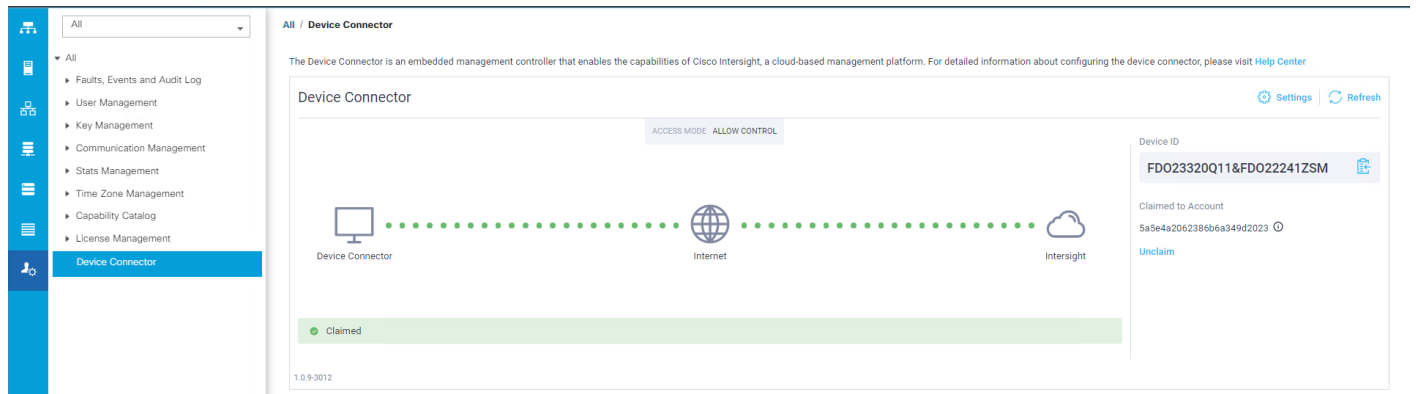 All
All
Faults, Events and Audit Log
User Management
Key Management
Communication Management
Stats Management
Time Zone Management
Capability Catalog
License Management
Device Connector
All / Device Connector
The Device Connector is an embedded management controller that enables the capabilities of Cisco Intersight, a cloud-based management platform. For detailed information about configuring the device connector, please visit Help Center
Device Connector
Settings
Refresh
ACCESS MODE ALLOW CONTROL
Device Connector
Internet
Intersight
Claimed
1.0.9-3012
Device ID
FDO23320Q11&FDO22241ZSM
Claimed to Account
5a5e4a2062386b6a349d2023
Unclaim